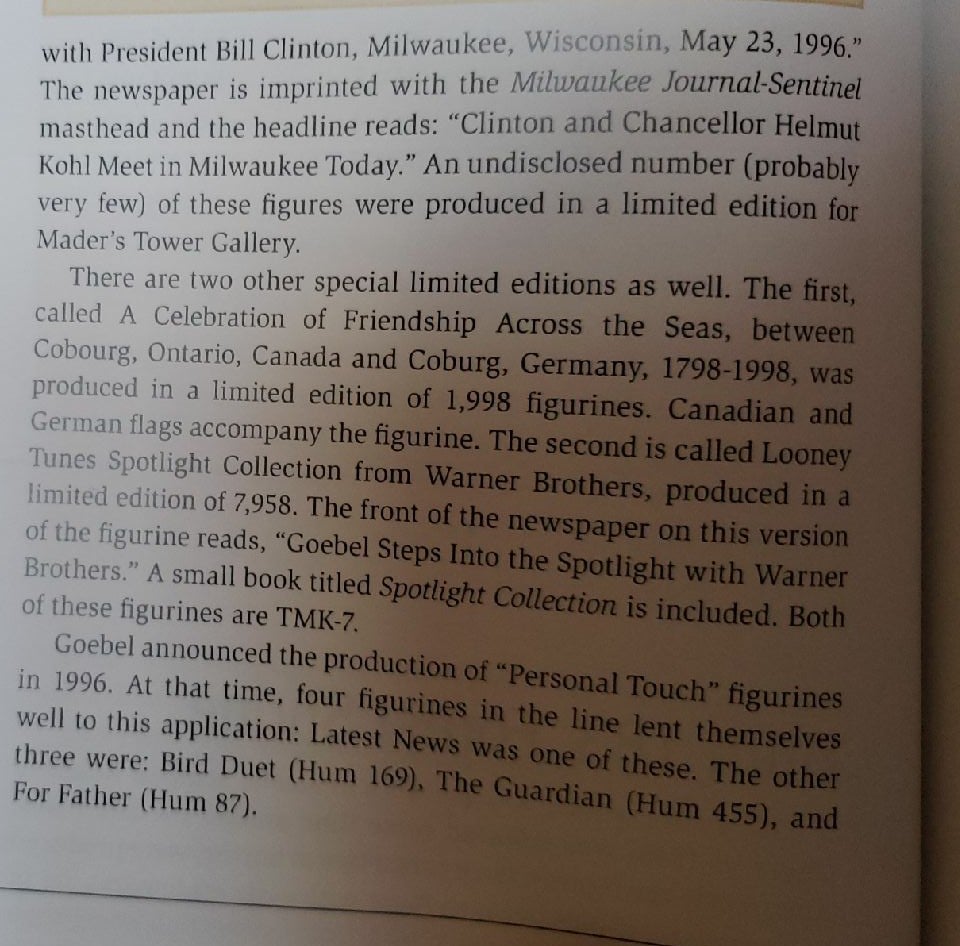 with President Bill Clinton, Milwaukee, Wisconsin, May 23, 1996.”
The newspaper is imprinted with the Milwaukee Journal-Sentinel
masthead and the headline reads: “Clinton and Chancellor Helmut
Kohl Meet in Milwaukee Today.” An undisclosed number (probably
very few) of these figures were produced in a limited edition for
Mader’s Tower Gallery.
There are two other special limited editions as well. The first,
called A Celebration of Friendship Across the Seas, between
Cobourg, Ontario, Canada and Coburg, Germany, 1798-1998, was
produced in a limited edition of 1,998 figurines. Canadian and
German flags accompany the figurine. The second is called Looney
Tunes Spotlight Collection from Warner Brothers, produced in a
limited edition of 7,958. The front of the newspaper on this version
of the figurine reads, “Goebel Steps Into the Spotlight with Warner
Brothers.” A small book titled Spotlight Collection is included. Both
of these figurines are TMK-7.
Goebel announced the production of “Personal Touch” figurines
in 1996. At that time, four figurines in the line lent themselves
well to this application: Latest News was one of these. The other
three were: Bird Duet (Hum 169), The Guardian (Hum 455), and
For Father (Hum 87).